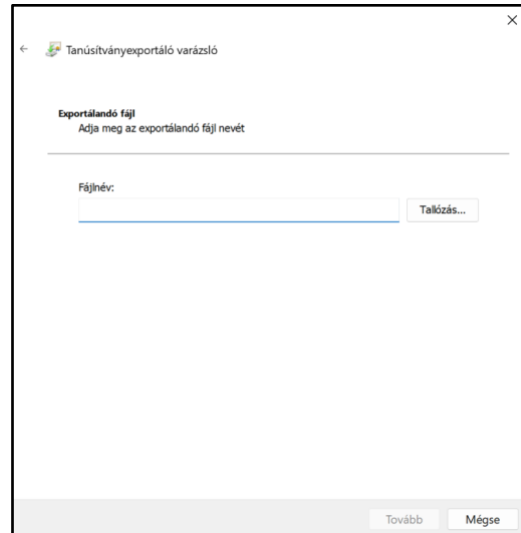 Tanúsítványexportáló varázsló
Exportálandó fájl
Adja meg az exportálandó fájl nevét
Fájlnév:
Tallózás...
Tovább Mégse